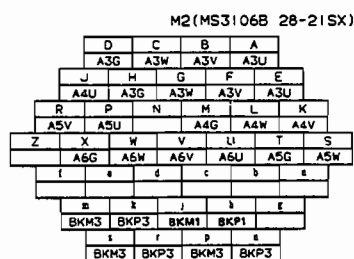 M2(MS3106B 28-21SX)
D C B A
A3G A3W A3V A3U
J H G F E
A4U A3G A3W A3V A3U
R P N M L K
A5V A5U A4G A4W A4V
Z X W V U T S
A6G A6W A6V A6U A5G A5W
f e d c b a
m k j h g
BKM3 BKP3 BKM1 BKP1
s r p n
BKM3 BKP3 BKM3 BKP3